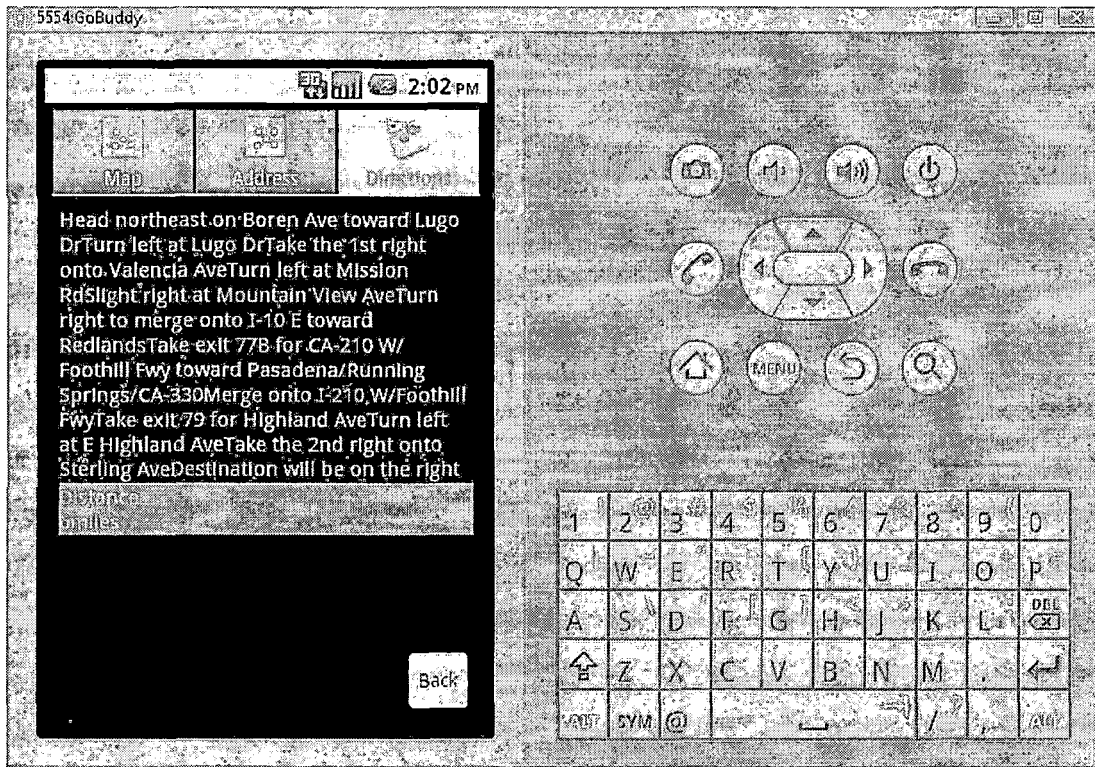 5554:GoBuddy
3G
2:02 PM
Map Address Directions
Head northeast on Boren Ave toward Lugo
DrTurn left at Lugo DrTake the 1st right
onto Valencia AveTurn left at Mission
RdSlight right at Mountain View AveTurn
right to merge onto I-10 E toward
RedlandsTake exit 77B for CA-210 W/
Foothill Fwy toward Pasadena/Running
Springs/CA-330Merge onto I-210 W/Foothill
FwyTake exit 79 for Highland AveTurn left
at E Highland AveTake the 2nd right onto
Sterling AveDestination will be on the right
Distance
miles
Back
MENU
1 2 3 4 5 6 7 8 9 0
Q W E R T Y U I O P
A S D F G H J K L DEL
Z X C V B N M .
ALT SYM @ / , ALT